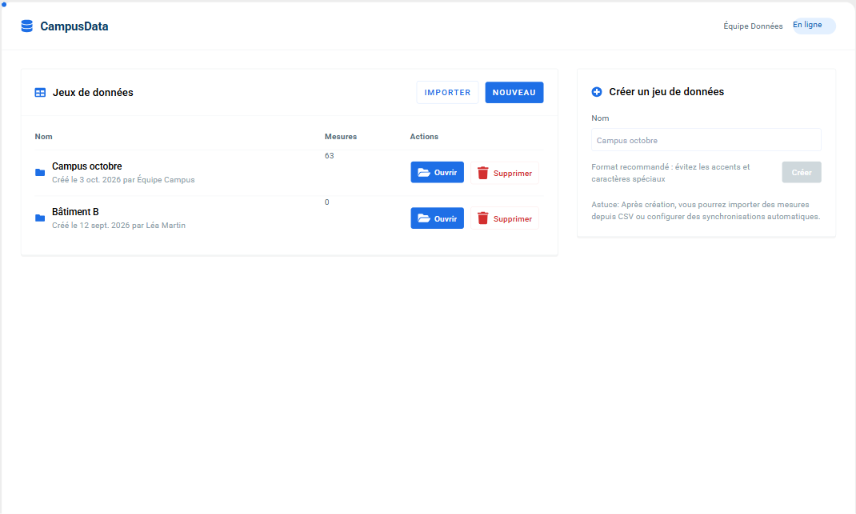 CampusData
Équipe Données
En ligne
Jeux de données
IMPORTER
NOUVEAU
Nom
Mesures
Actions
Campus octobre
Créé le 3 oct. 2026 par Équipe Campus
63
Ouvrir
Supprimer
Bâtiment B
Créé le 12 sept. 2026 par Léa Martin
0
Ouvrir
Supprimer
Créer un jeu de données
Nom
Campus octobre
Format recommandé : évitez les accents et
caractères spéciaux
Créer
Astuce: Après création, vous pourrez importer des mesures
depuis CSV ou configurer des synchronisations automatiques.